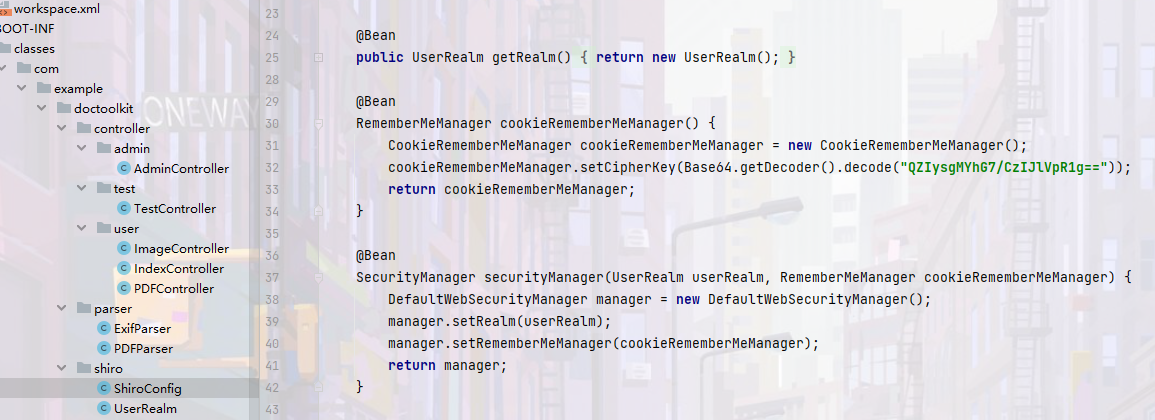 workspace.xml
BOOT-INF
classes
com
example
doctoolkit
controller
admin
AdminController
test
TestController
user
ImageController
IndexController
PDFController
parser
ExifParser
PDFParser
shiro
ShiroConfig
UserRealm
ONEWAY
23
24 @Bean
25 public UserRealm getRealm() { return new UserRealm(); }
28
29 @Bean
30 RememberMeManager cookieRememberMeManager() {
31 CookieRememberMeManager cookieRememberMeManager = new CookieRememberMeManager();
32 cookieRememberMeManager.setCipherKey(Base64.getDecoder().decode("QZIysgMYhG7/CzIJlVpR1g=="));
33 return cookieRememberMeManager;
34 }
35
36 @Bean
37 SecurityManager securityManager(UserRealm userRealm, RememberMeManager cookieRememberMeManager) {
38 DefaultWebSecurityManager manager = new DefaultWebSecurityManager();
39 manager.setRealm(userRealm);
40 manager.setRememberMeManager(cookieRememberMeManager);
41 return manager;
42 }
43